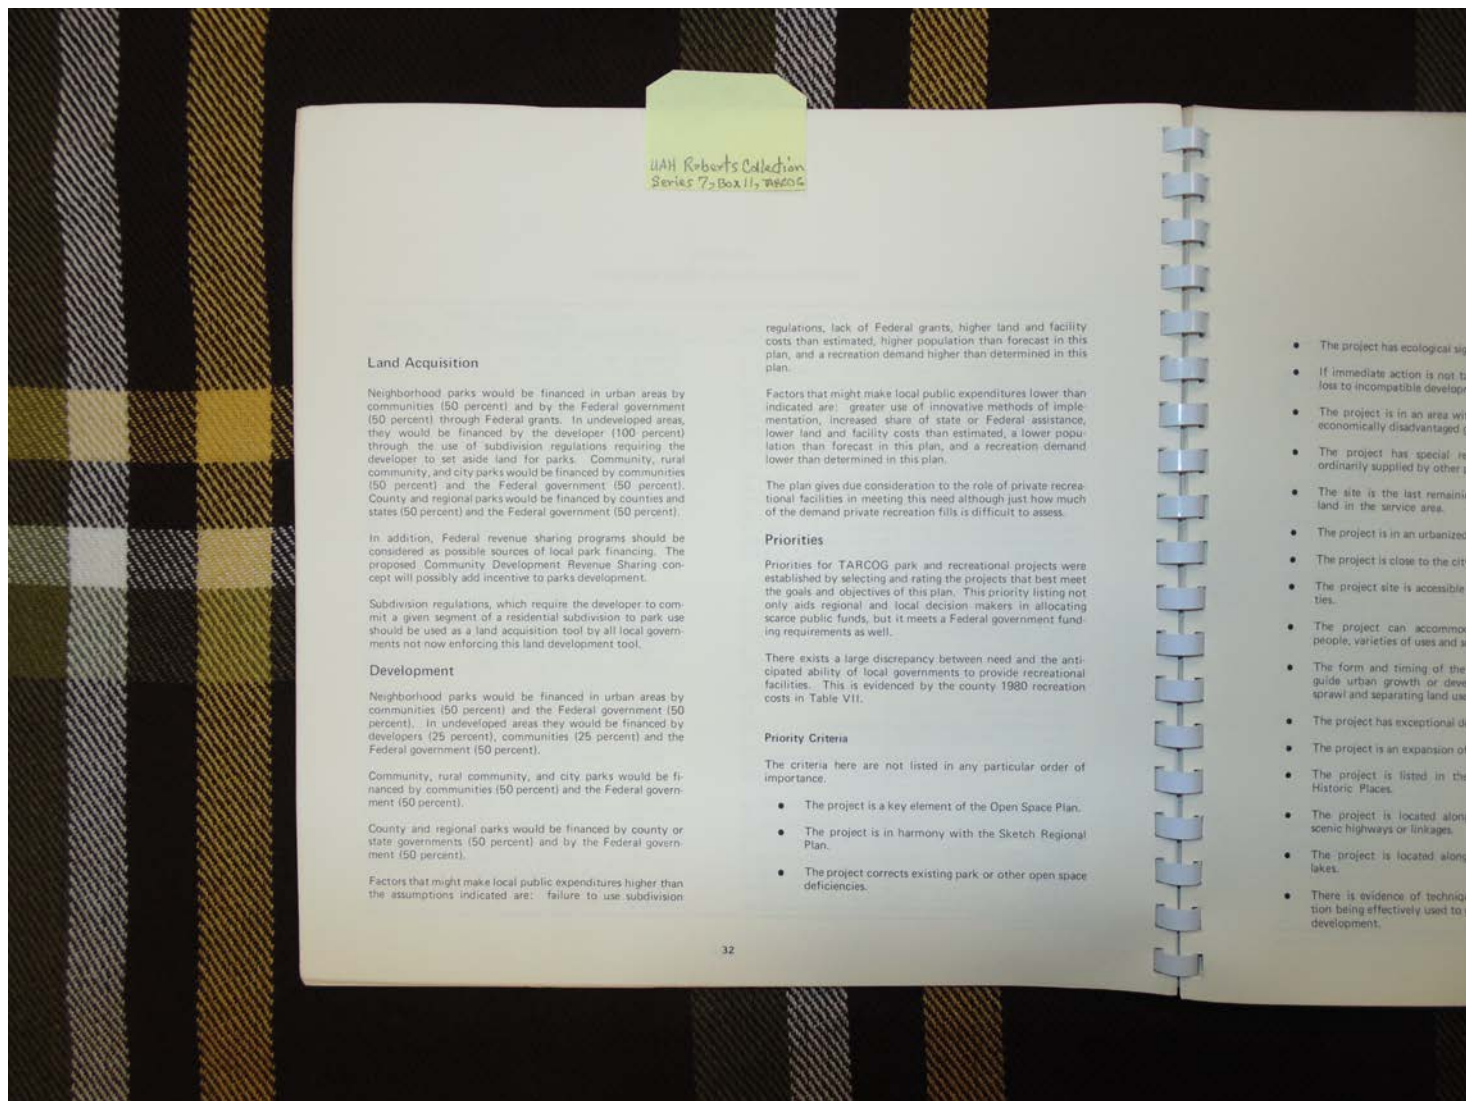 UAH Roberts Collection
Series 7, Box 11, TARCOG
Land Acquisition
Neighborhood parks would be financed in urban areas by
communities (50 percent) and by the Federal government
(50 percent) through Federal grants. In undeveloped areas,
they would be financed by the developer (100 percent)
through the use of subdivision regulations requiring the
developer to set aside land for parks. Community, rural
community, and city parks would be financed by communities
(50 percent) and the Federal government (50 percent).
County and regional parks would be financed by counties and
states (50 percent) and the Federal government (50 percent).
In addition, Federal revenue sharing programs should be
considered as possible sources of local park financing. The
proposed Community Development Revenue Sharing con-
cept will possibly add incentive to parks development.
Subdivision regulations, which require the developer to com-
mit a given segment of a residential subdivision to park use
should be used as a land acquisition tool by all local govern-
ments not now enforcing this land development tool.
Development
Neighborhood parks would be financed in urban areas by
communities (50 percent) and the Federal government (50
percent). In undeveloped areas they would be financed by
developers (25 percent), communities (25 percent) and the
Federal government (50 percent).
Community, rural community, and city parks would be fi-
nanced by communities (50 percent) and the Federal govern-
ment (50 percent).
County and regional parks would be financed by county or
state governments (50 percent) and by the Federal govern-
ment (50 percent).
Factors that might make local public expenditures higher than
the assumptions indicated are: failure to use subdivision
regulations, lack of Federal grants, higher land and facility
costs than estimated, higher population than forecast in this
plan, and a recreation demand higher than determined in this
plan.
Factors that might make local public expenditures lower than
indicated are: greater use of innovative methods of imple-
mentation, increased share of state or Federal assistance,
lower land and facility costs than estimated, a lower popu-
lation than forecast in this plan, and a recreation demand
lower than determined in this plan.
The plan gives due consideration to the role of private recrea-
tional facilities in meeting this need although just how much
of the demand private recreation fills is difficult to assess.
Priorities
Priorities for TARCOG park and recreational projects were
established by selecting and rating the projects that best meet
the goals and objectives of this plan. This priority listing not
only aids regional and local decision makers in allocating
scarce public funds, but it meets a Federal government fund-
ing requirements as well.
There exists a large discrepancy between need and the anti-
cipated ability of local governments to provide recreational
facilities. This is evidenced by the county 1980 recreation
costs in Table VII.
Priority Criteria
The criteria here are not listed in any particular order of
importance.
• The project is a key element of the Open Space Plan.
• The project is in harmony with the Sketch Regional
Plan.
• The project corrects existing park or other open space
deficiencies.
32
• The project has ecological
• If immediate action is not
loss to incompatible
• The project is in an area
economically disadvantaged
• The project has special
ordinarily supplied by other
• The site is the last
land in the service area.
• The project is in an urbanized
• The project is close to the
• The project site is accessible
ties.
• The project can
people, varieties of uses and
• The form and timing of the
guide urban growth or
sprawl and separating land
• The project has exceptional
• The project is an expansion of
• The project is listed in the
Historic Places.
• The project is located
scenic highways or linkages.
• The project is located
lakes.
• There is evidence of
tion being effectively used to
development.